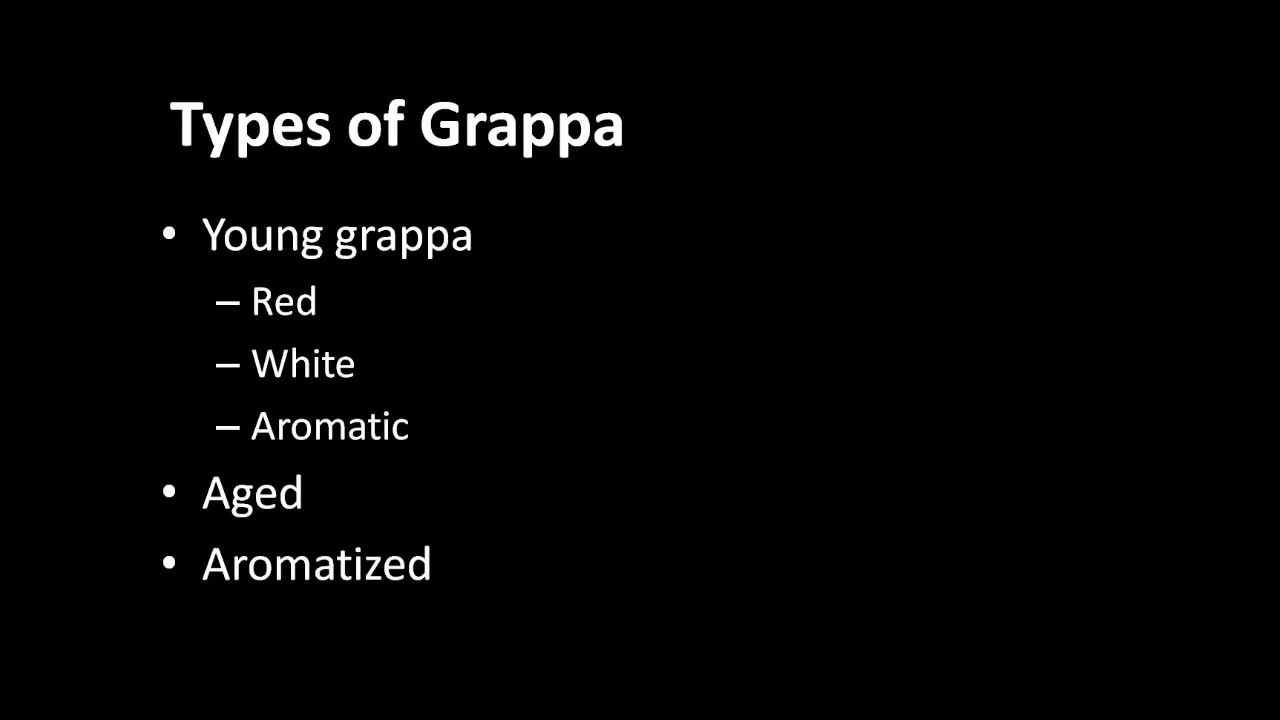 Types of Grappa
• Young grappa
– Red
– White
– Aromatic
• Aged
• Aromatized